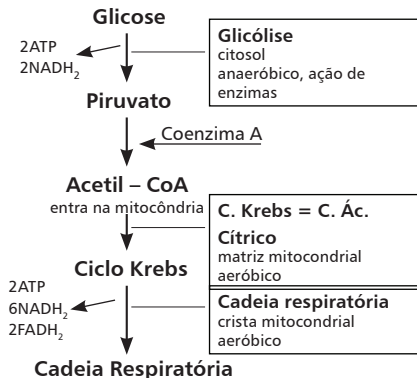 Glicose
2ATP
2NADH₂
Glicólise
citosol
anaeróbico, ação de
enzimas
Piruvato
Coenzima A
Acetil – CoA
entra na mitocôndria
C. Krebs = C. Ác.
Cítrico
matriz mitocondrial
aeróbico
Ciclo Krebs
2ATP
6NADH₂
2FADH₂
Cadeia respiratória
crista mitocondrial
aeróbico
Cadeia Respiratória